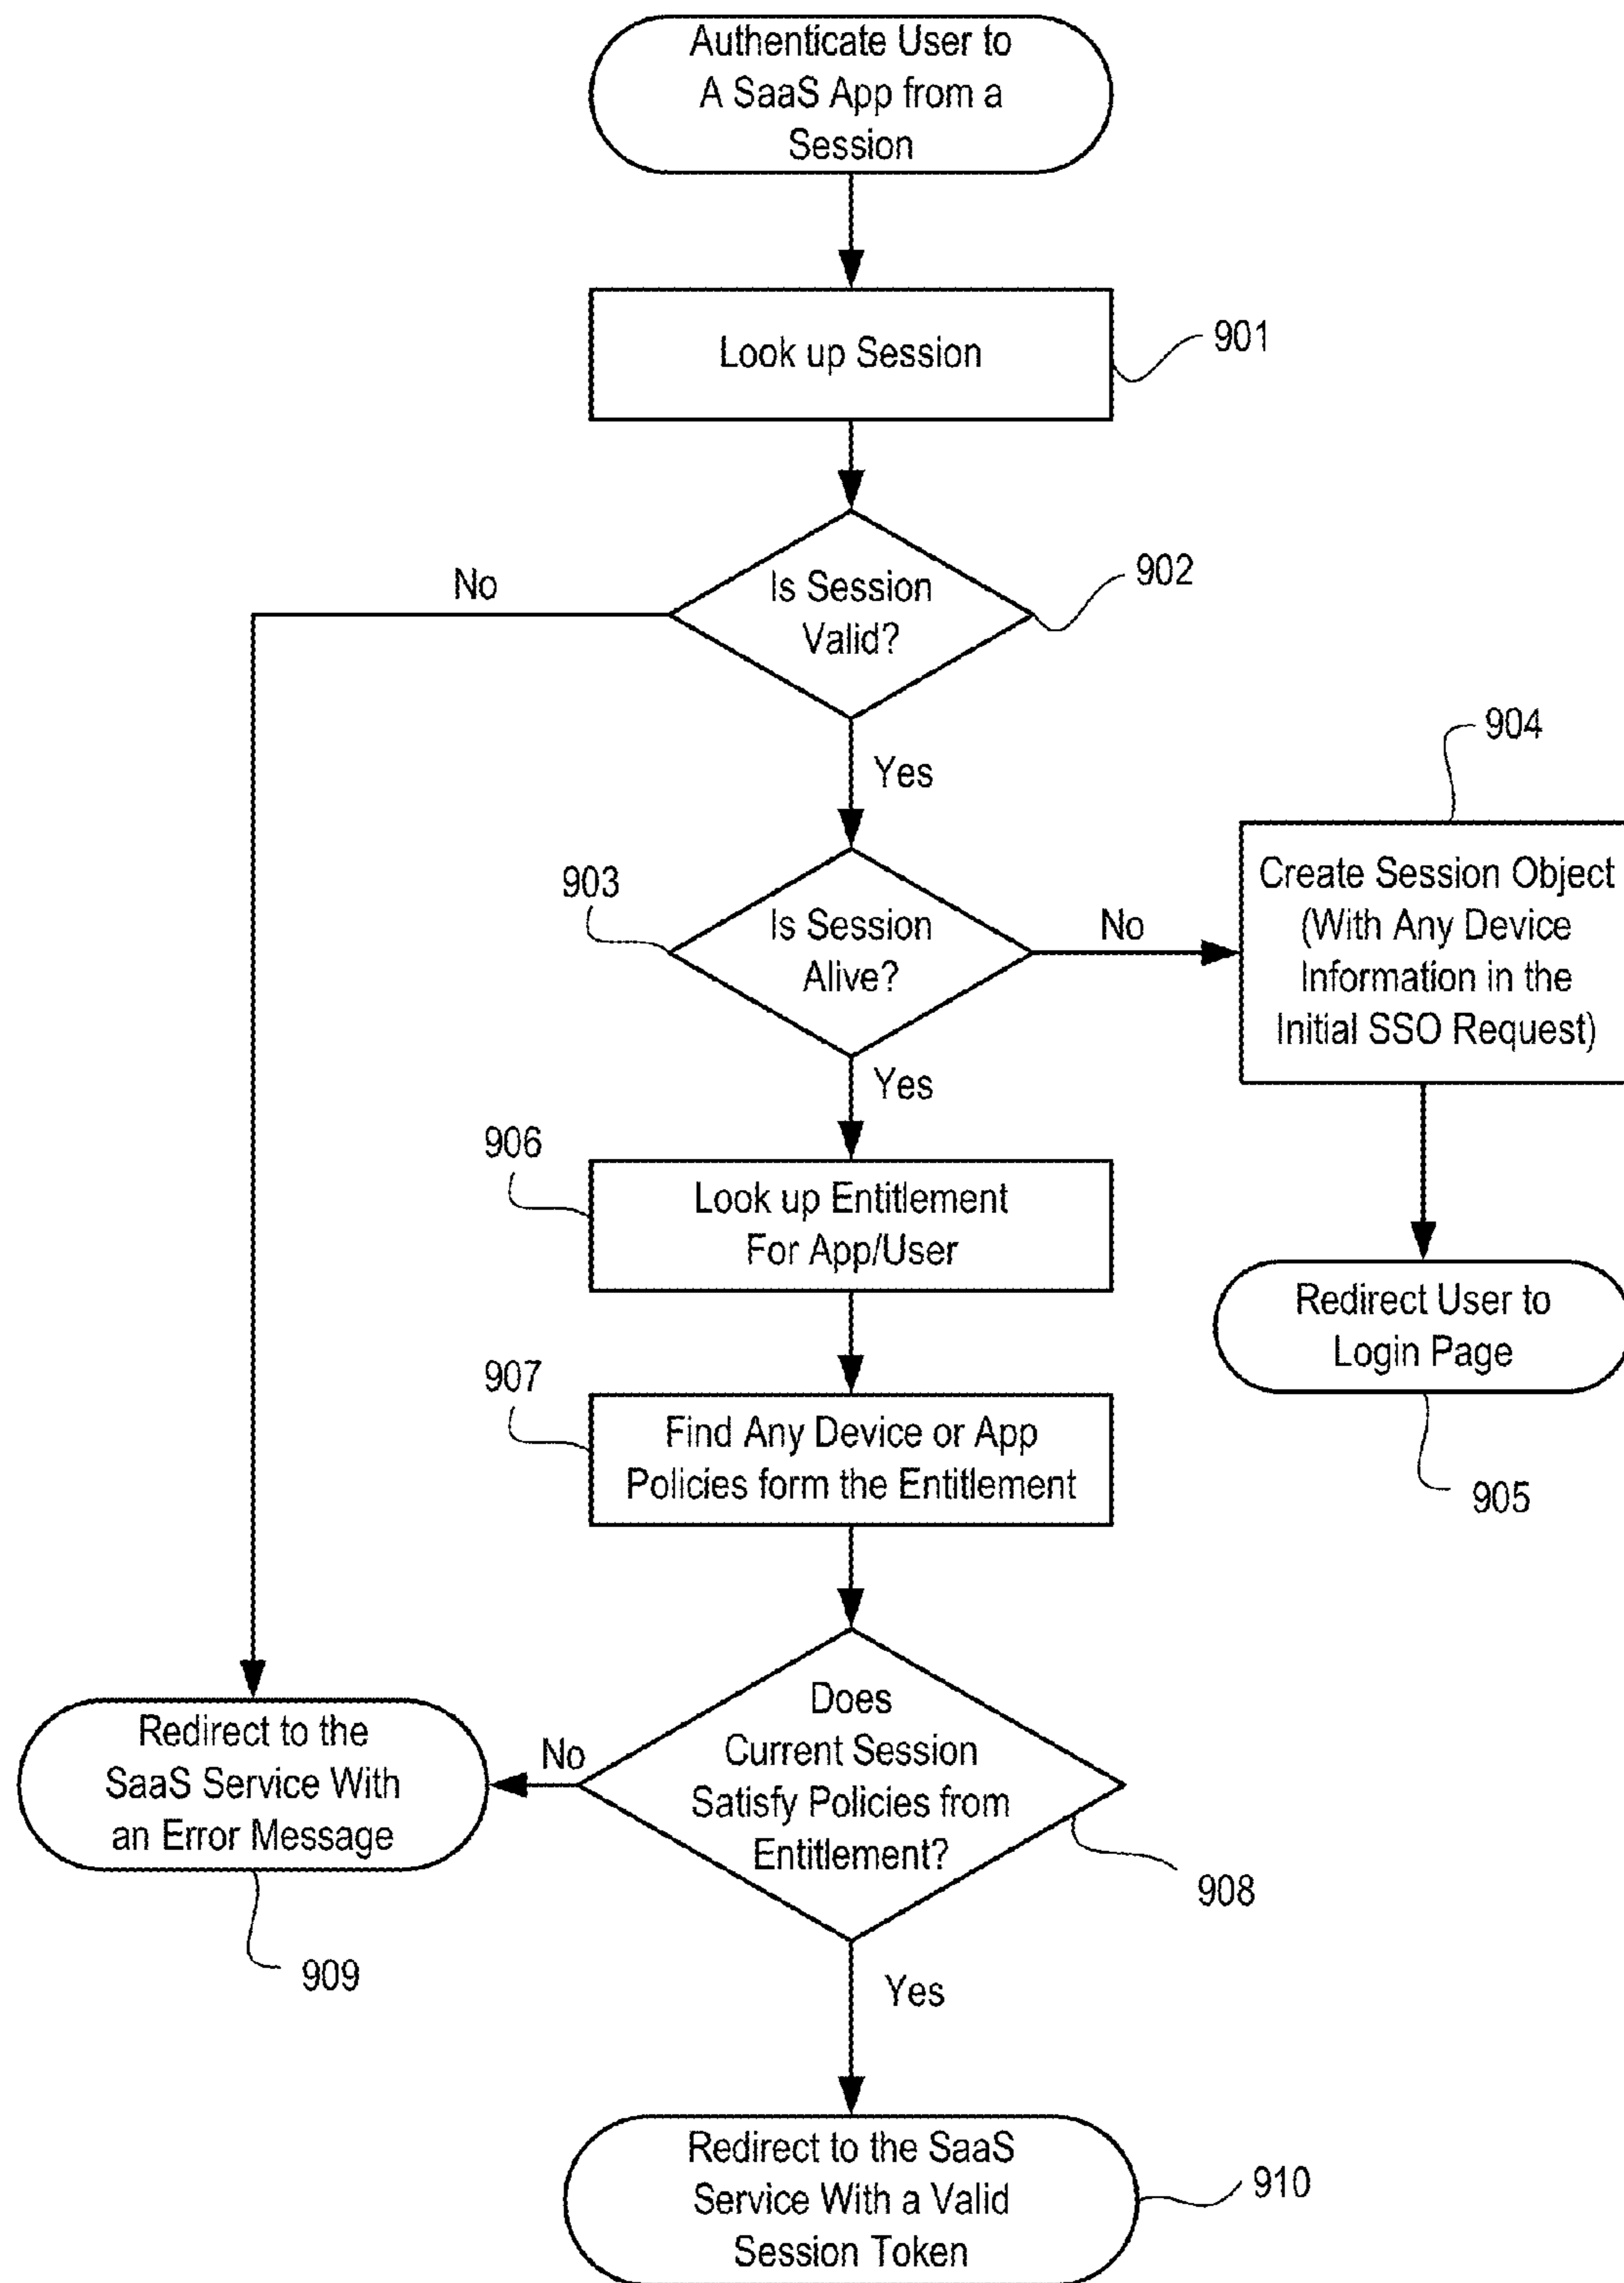 Authenticate User to
A SaaS App from a
Session
Look up Session
901
Is Session
Valid?
902
No
Yes
904
903
Is Session
Alive?
No
Create Session Object
(With Any Device
Information in the
Initial SSO Request)
Yes
906
Look up Entitlement
For App/User
Redirect User to
Login Page
905
907
Find Any Device or App
Policies form the Entitlement
Does
Current Session
Satisfy Policies from
Entitlement?
908
No
Redirect to the
SaaS Service With
an Error Message
909
Yes
Redirect to the SaaS
Service With a Valid
Session Token
910